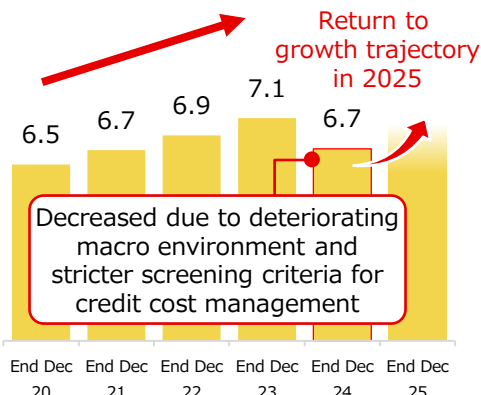 Return to
growth trajectory
in 2025
6.5
6.7
6.9
7.1
6.7
Decreased due to deteriorating
macro environment and
stricter screening criteria for
credit cost management
End Dec End Dec End Dec End Dec End Dec End Dec
20 21 22 23 24 25